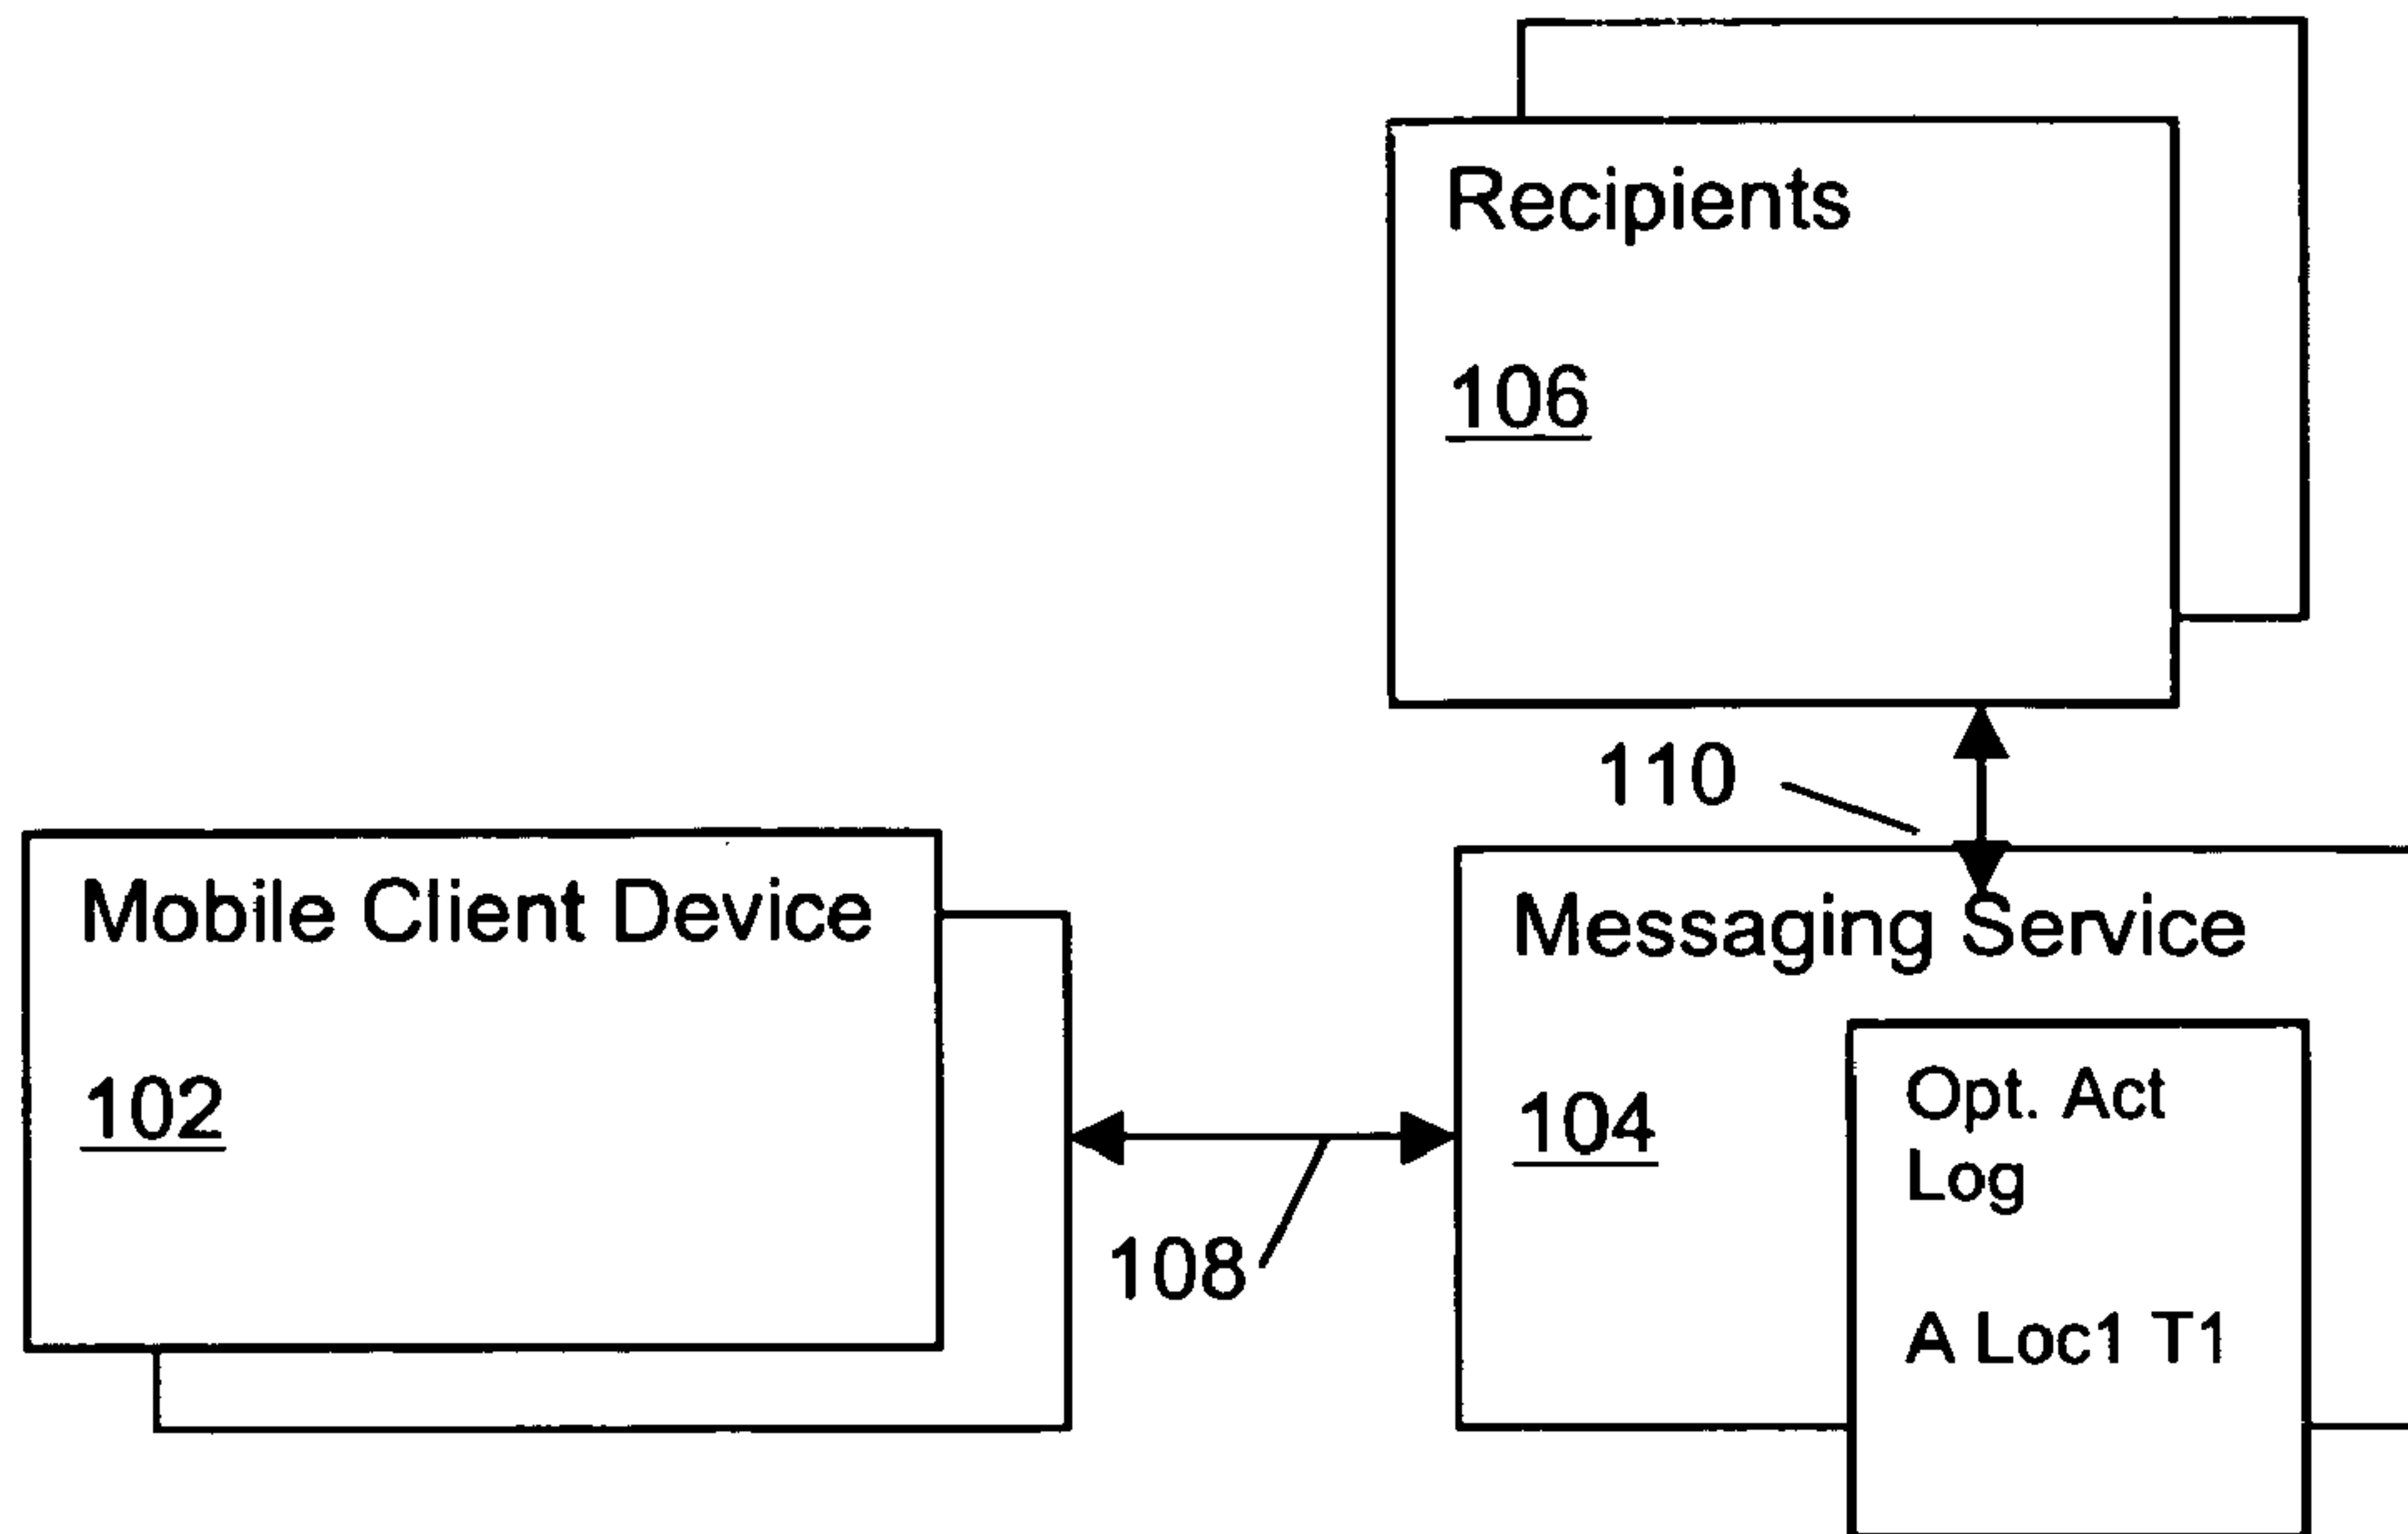 Recipients
106
110
Mobile Client Device
102
108
Messaging Service
104
Opt. Act
Log
A Loc1 T1